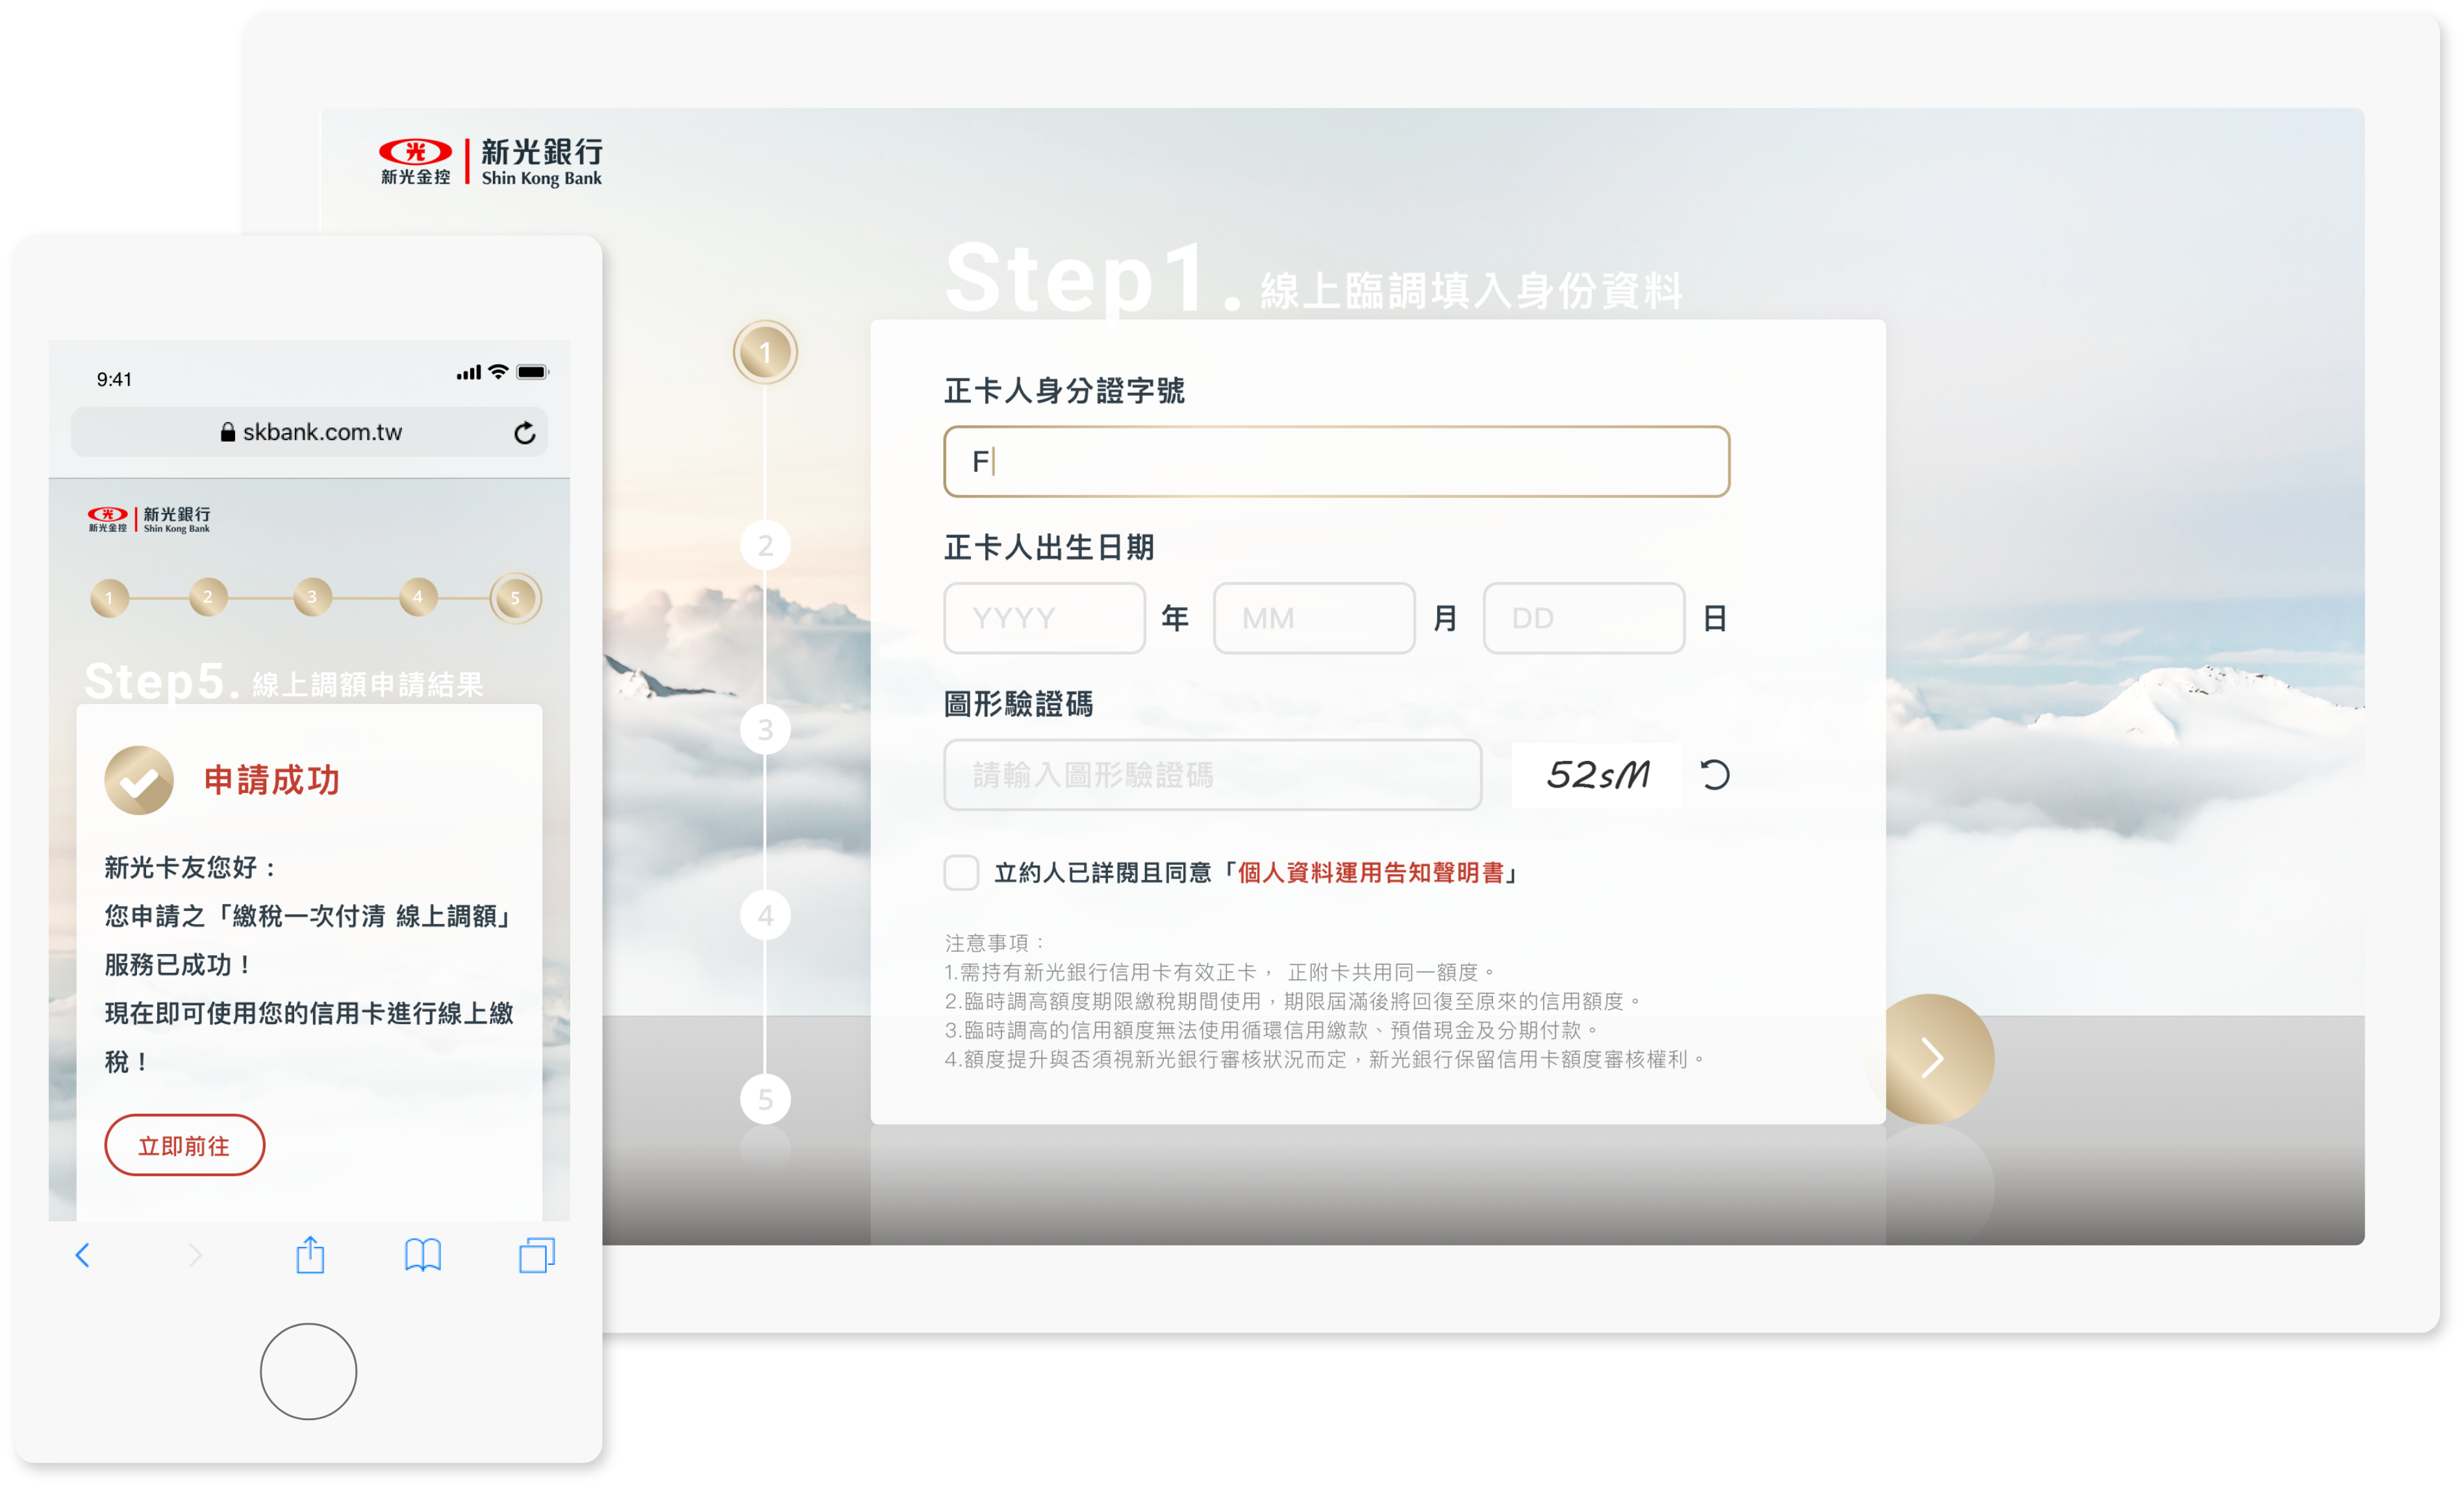 光
新光金控
新光銀行
Shin Kong Bank
Step1. 線上臨調填入身份資料
1
2
3
4
5
正卡人身分證字號
F
正卡人出生日期
YYYY 年 MM 月 DD 日
圖形驗證碼
請輸入圖形驗證碼 52sM
立約人已詳閱且同意「個人資料運用告知聲明書」
注意事項：
1.需持有新光銀行信用卡有效正卡， 正附卡共用同一額度。
2.臨時調高額度期限繳稅期間使用，期限屆滿後將回復至原來的信用額度。
3.臨時調高的信用額度無法使用循環信用繳款、預借現金及分期付款。
4.額度提升與否須視新光銀行審核狀況而定，新光銀行保留信用卡額度審核權利。
9:41
skbank.com.tw
光
新光金控
新光銀行
Shin Kong Bank
1 2 3 4 5
Step5. 線上調額申請結果
申請成功
新光卡友您好：
您申請之「繳稅一次付清 線上調額」
服務已成功！
現在即可使用您的信用卡進行線上繳
稅！
立即前往